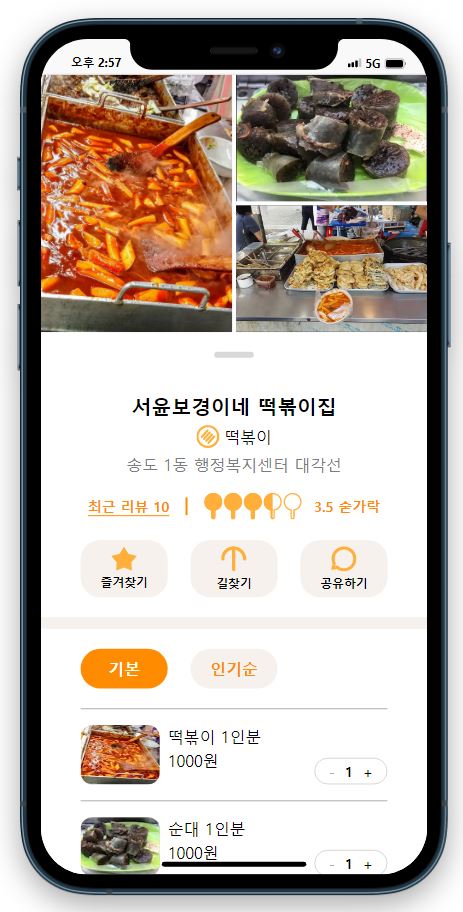 오후 2:57
5G
서윤보경이네 떡볶이집
떡볶이
송도 1동 행정복지센터 대각선
최근 리뷰 10 | 3.5 숟가락
즐겨찾기 길찾기 공유하기
기본 인기순
떡볶이 1인분
1000원
- 1 +
순대 1인분
1000원
- 1 +